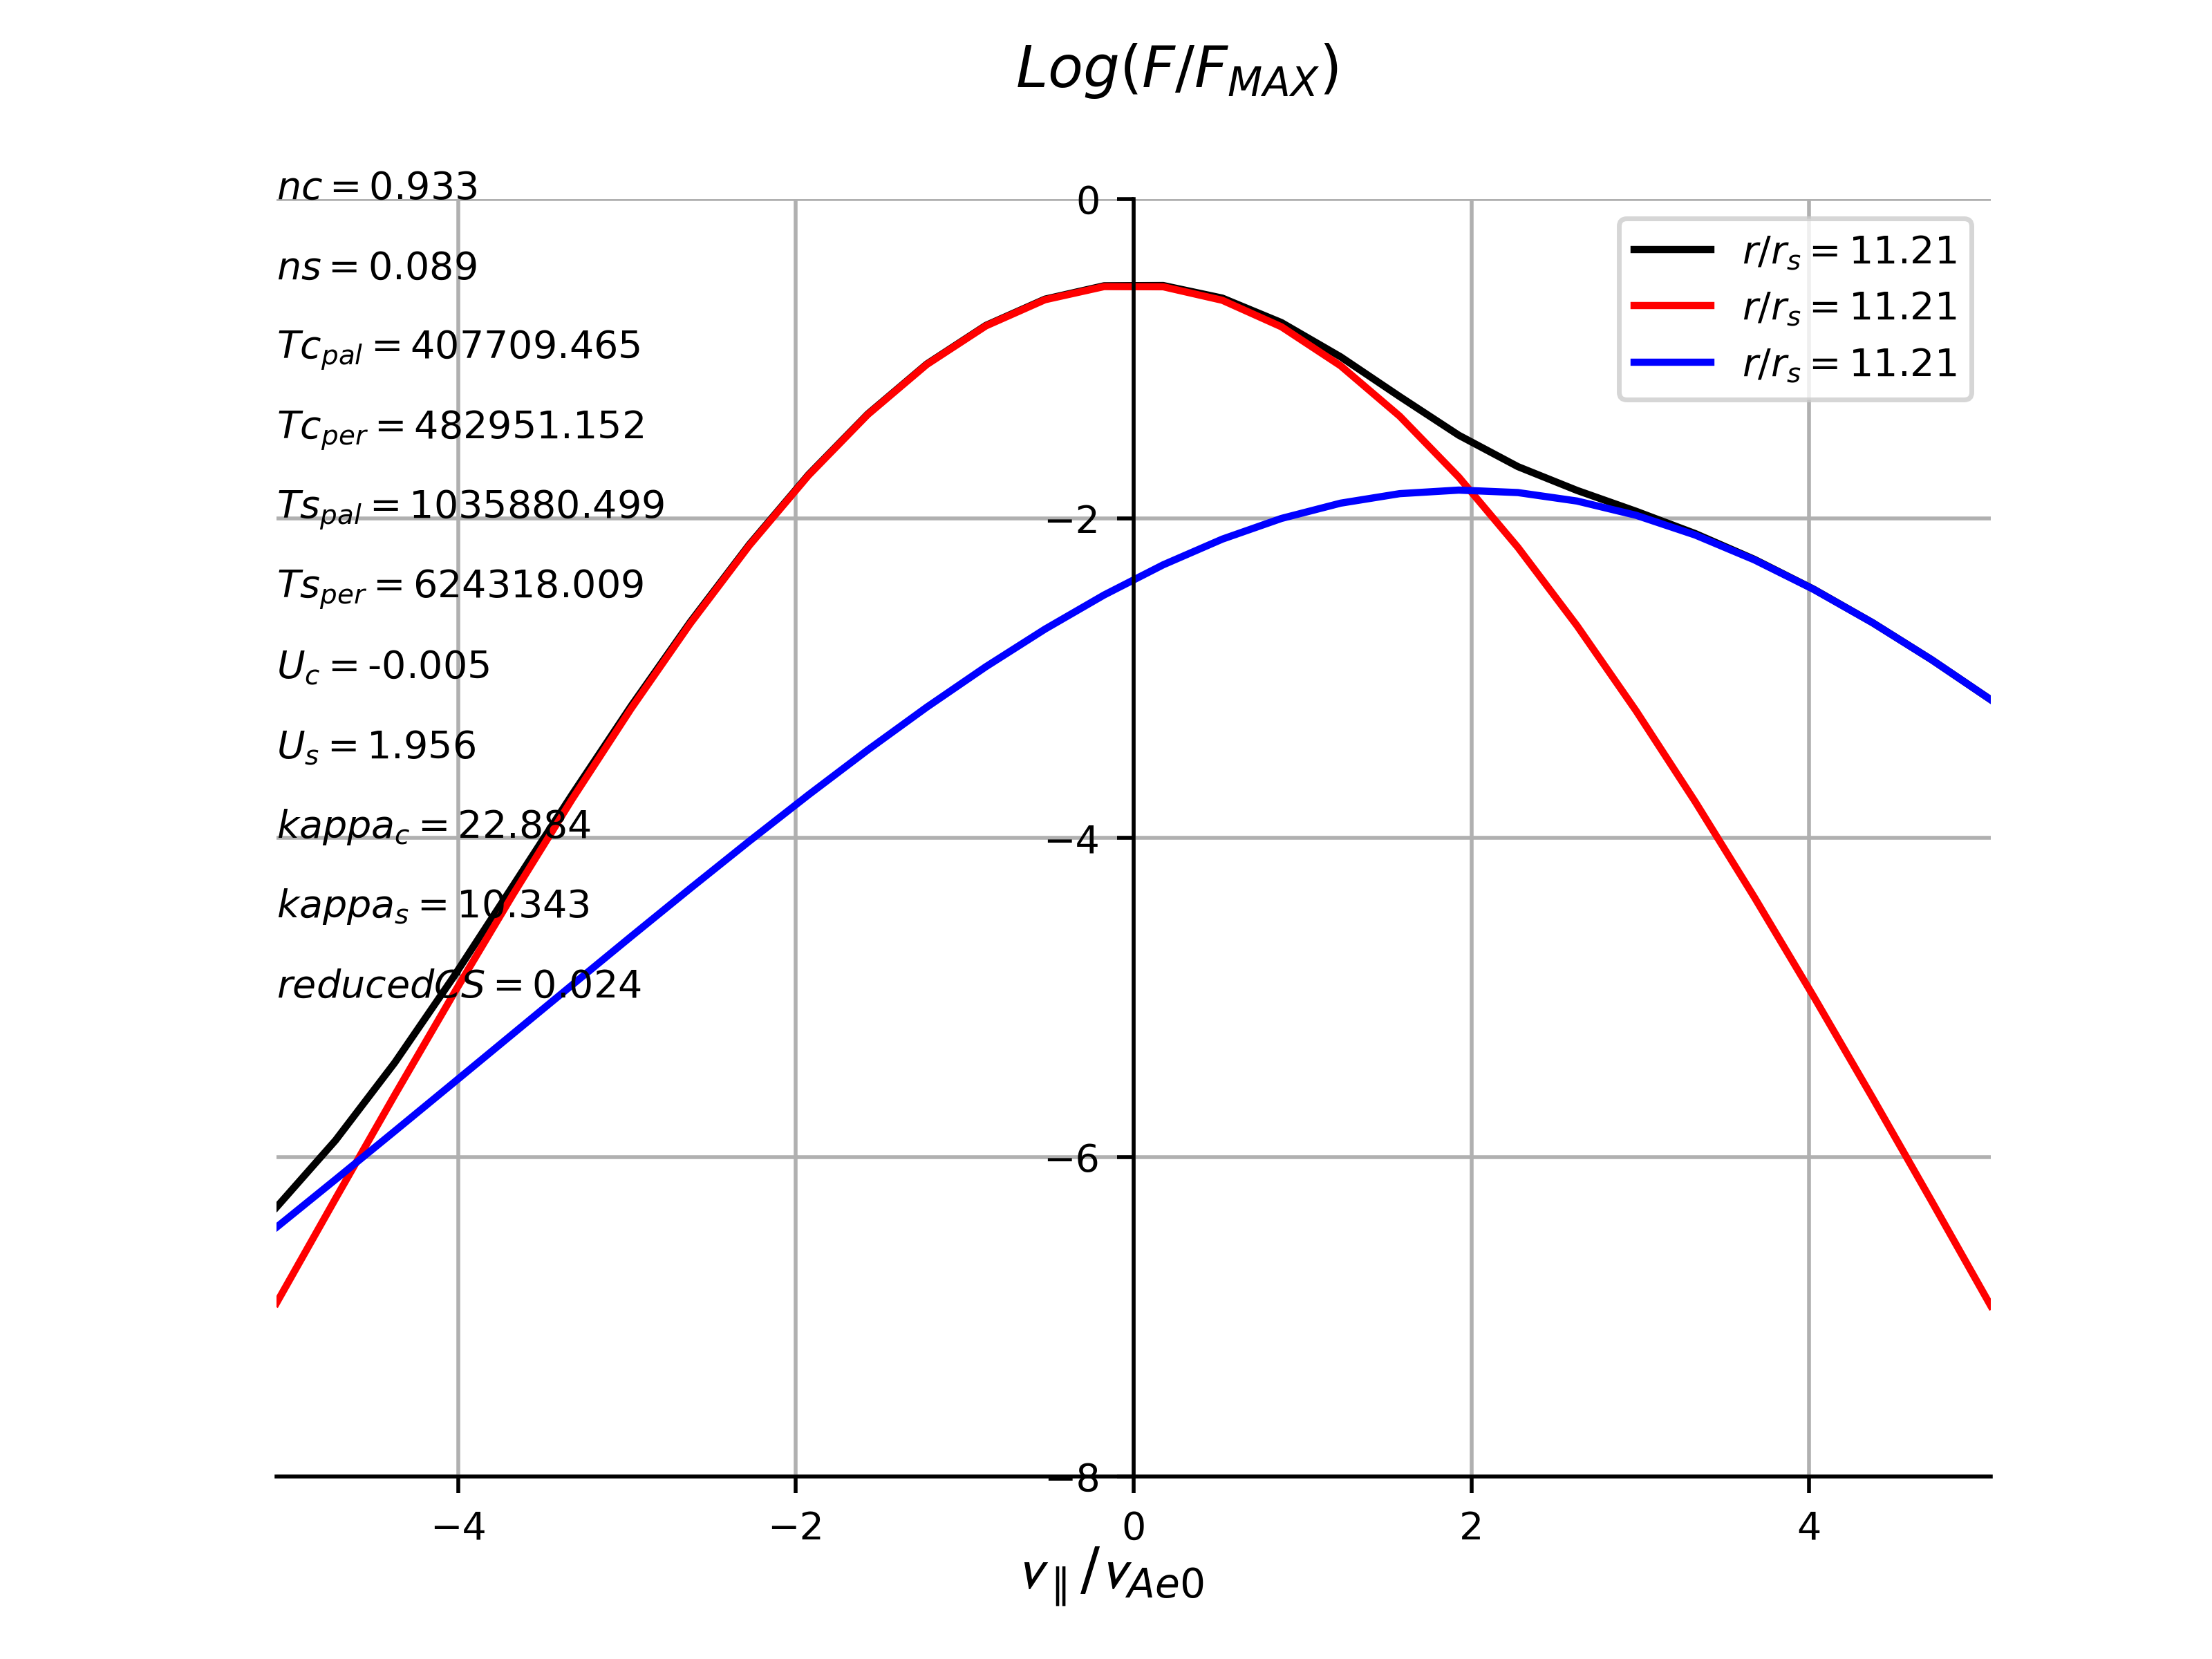 Log(F/F_MAX)
nc = 0.933
ns = 0.089
Tc_pal = 407709.465
Tc_per = 482951.152
Ts_pal = 1035880.499
Ts_per = 624318.009
U_c = -0.005
U_s = 1.956
kappa_c = 22.884
kappa_s = 10.343
reducedCS = 0.024
0
−2
−4
−6
−8
r/r_s = 11.21
r/r_s = 11.21
r/r_s = 11.21
−4 −2 0 2 4
v_∥/v_Ae0